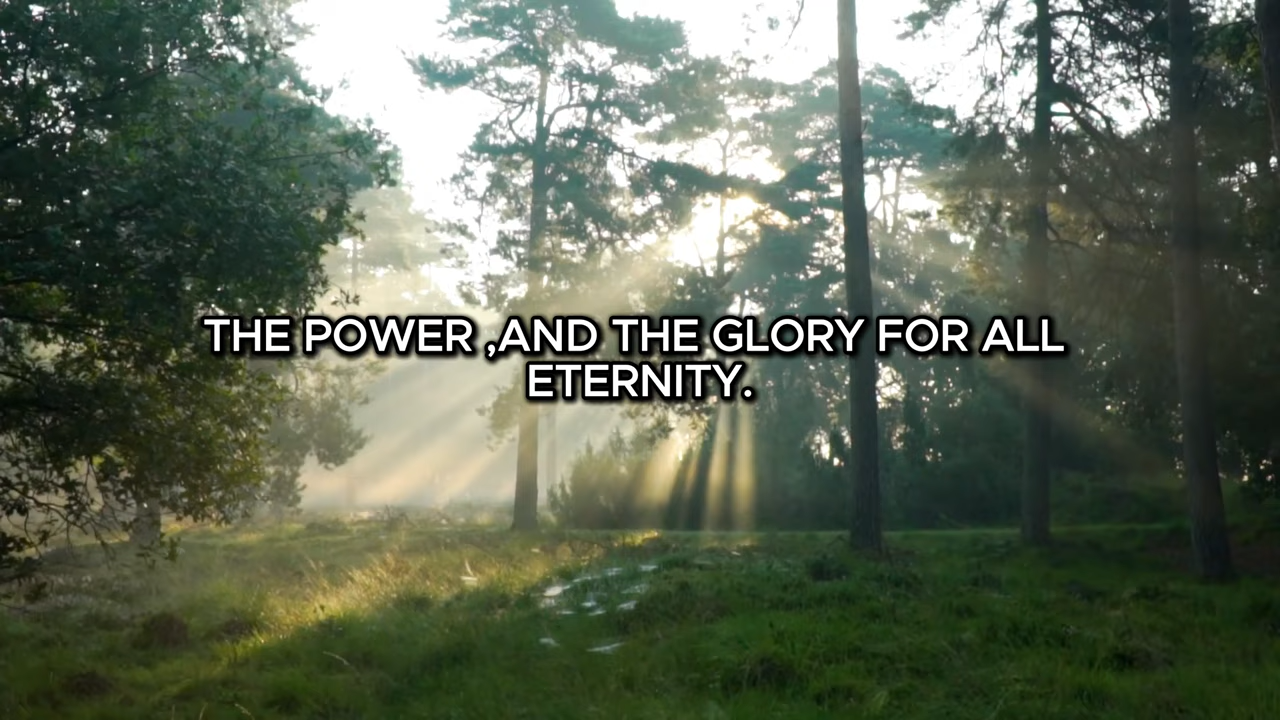 THE POWER ,AND THE GLORY FOR ALL
ETERNITY.